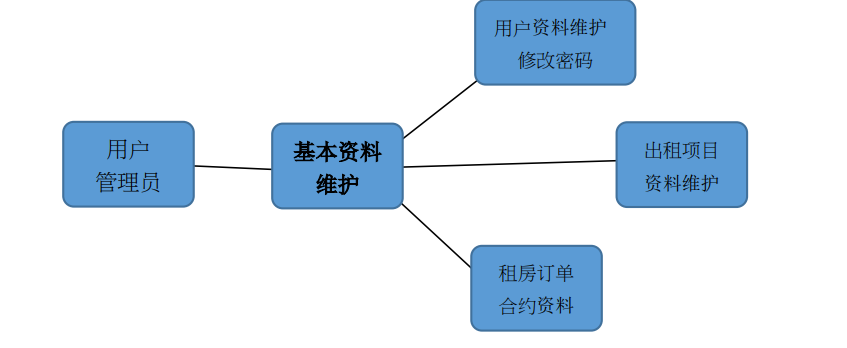 用户资料维护
修改密码
用户
管理员
基本资料
维护
出租项目
资料维护
租房订单
合约资料